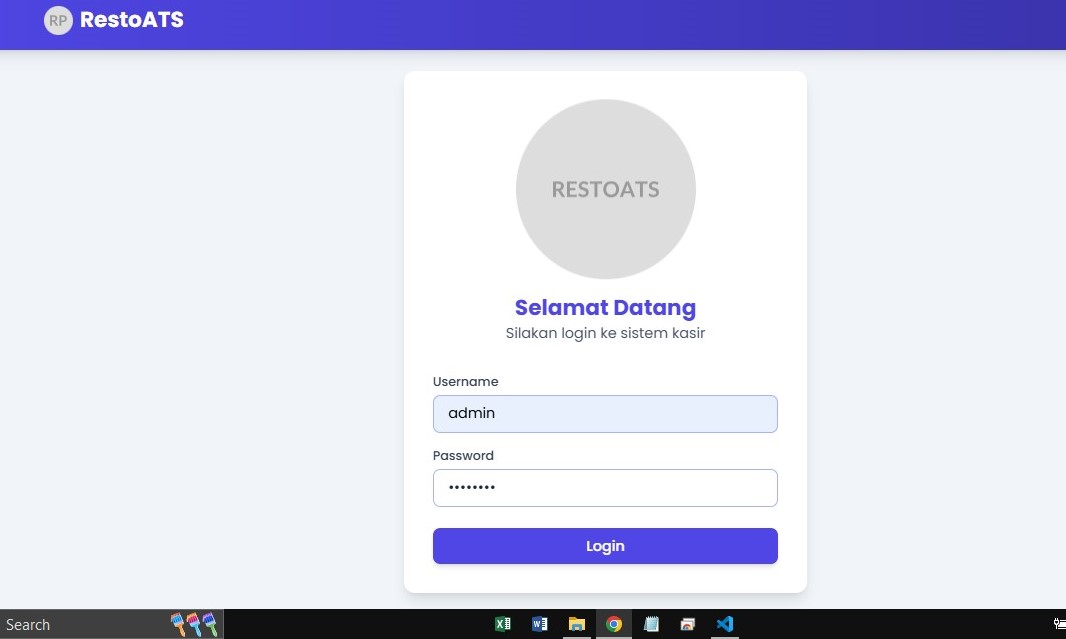 RP RestoATS
RESTOATS
Selamat Datang
Silakan login ke sistem kasir
Username
admin
Password
••••••••
Login
Search